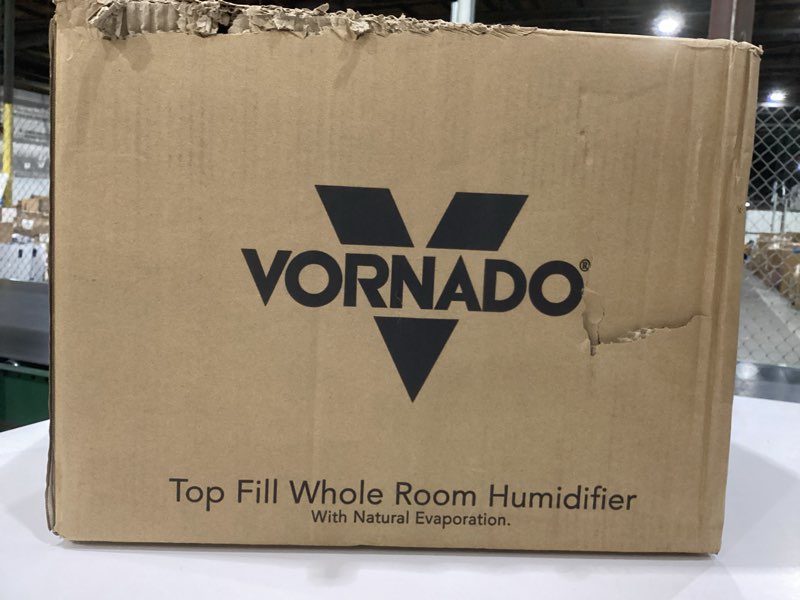 VORNADO®
Top Fill Whole Room Humidifier
With Natural Evaporation.